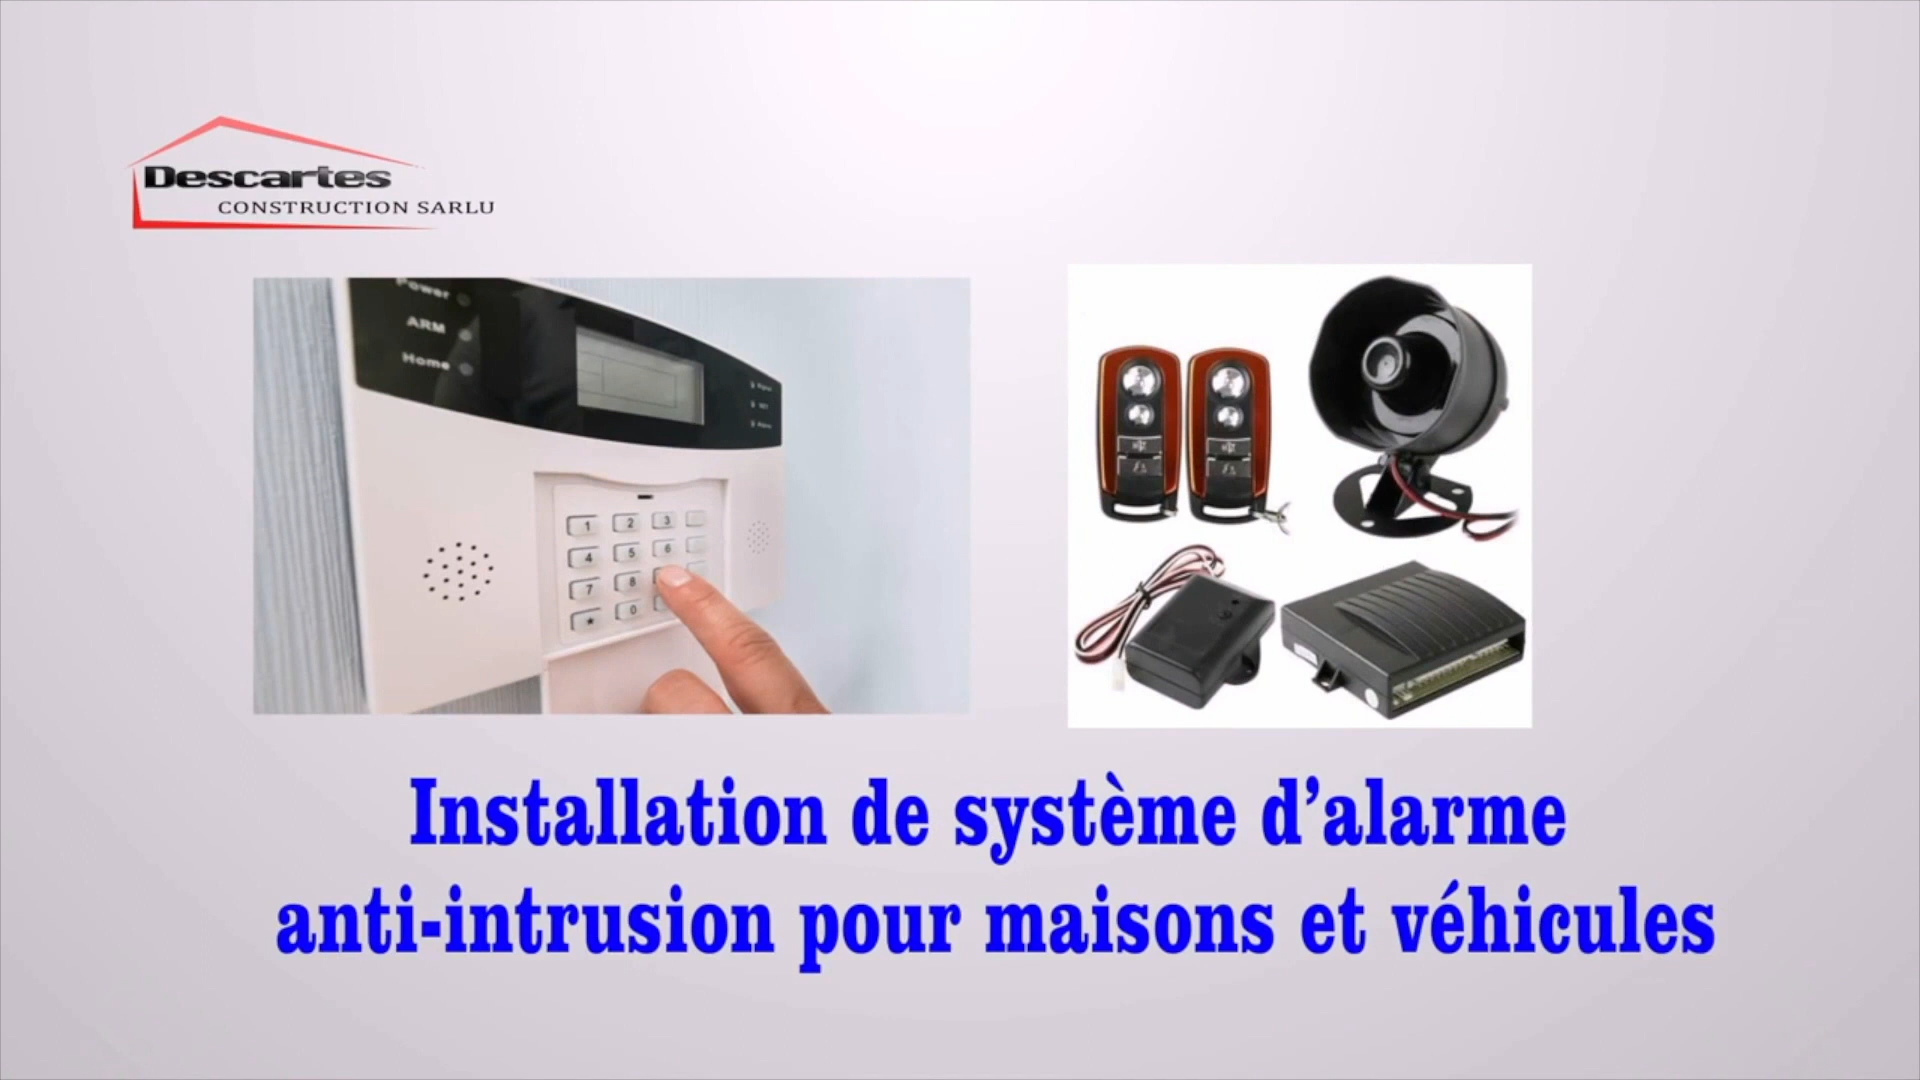 Descartes
CONSTRUCTION SARLU
Power
ARM
Home
1 2 3
4 5 6
7 8
* 0
Installation de système d’alarme
anti-intrusion pour maisons et véhicules